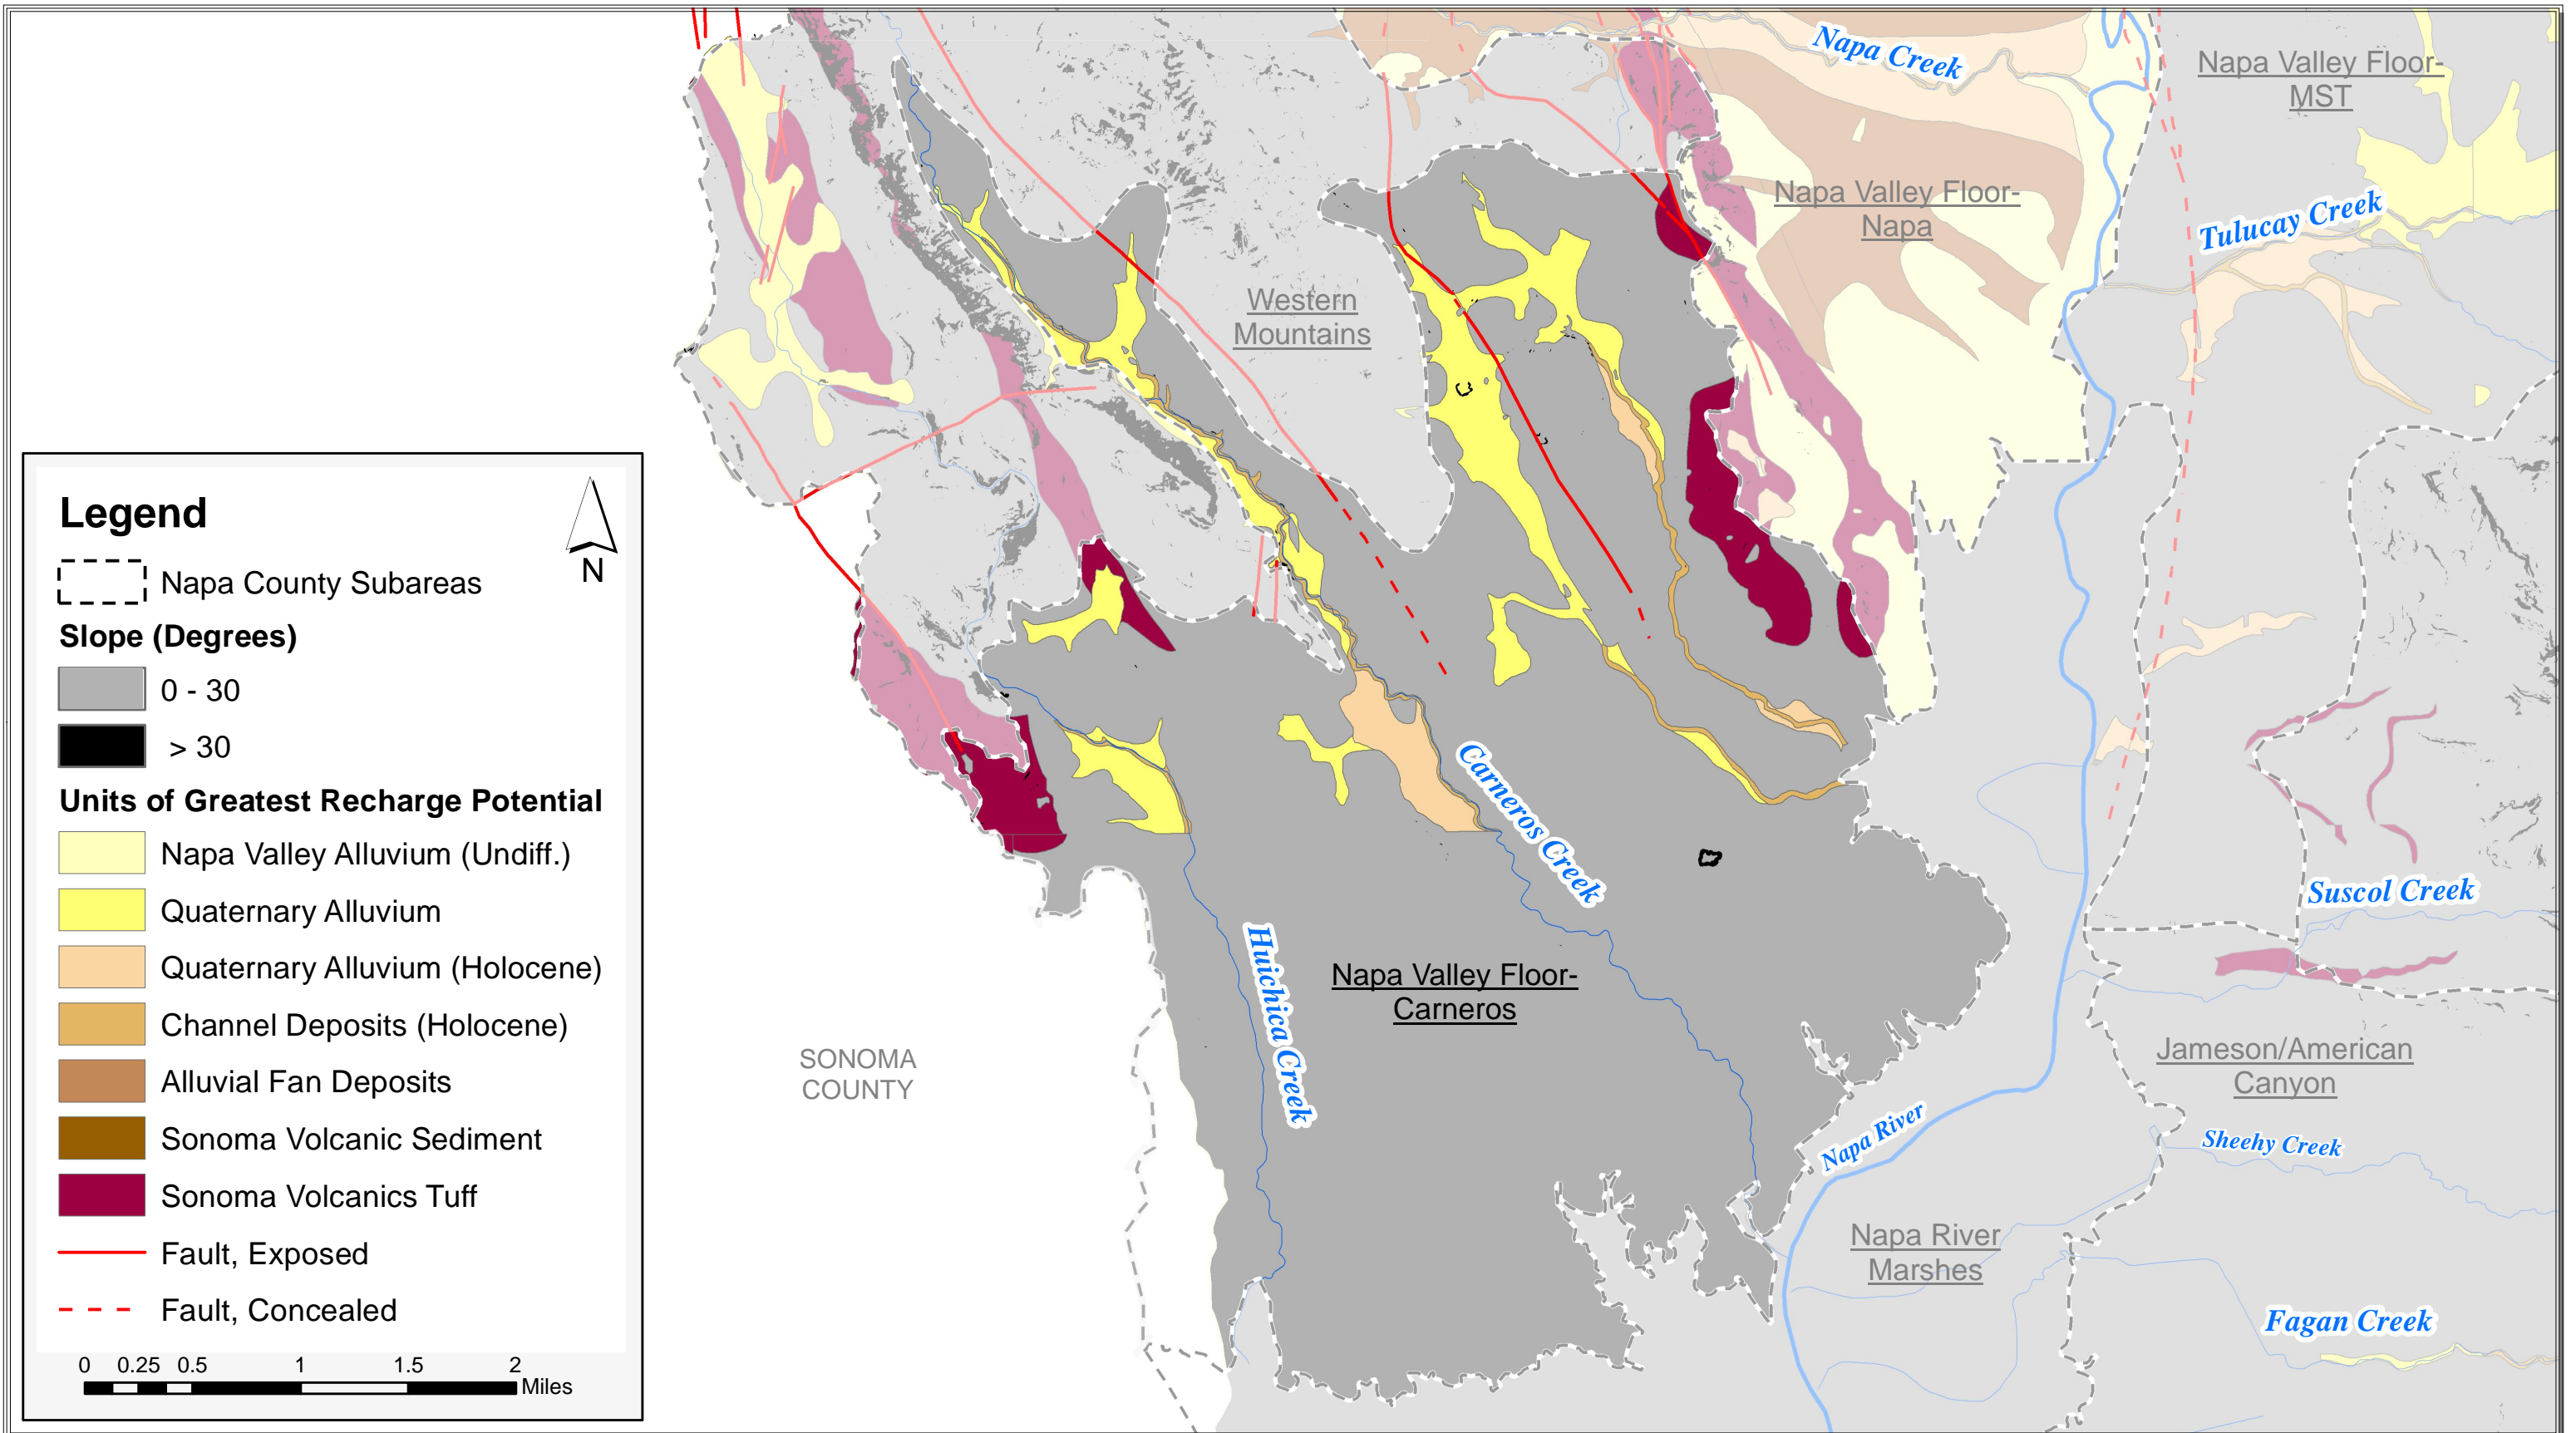 Napa Creek
Napa Valley Floor-
MST
Napa Valley Floor-
Napa
Tulucay Creek
Western
Mountains
Legend
N
Napa County Subareas
Slope (Degrees)
0 - 30
> 30
Units of Greatest Recharge Potential
Napa Valley Alluvium (Undiff.)
Quaternary Alluvium
Quaternary Alluvium (Holocene)
Channel Deposits (Holocene)
Alluvial Fan Deposits
Sonoma Volcanic Sediment
Sonoma Volcanics Tuff
Fault, Exposed
Fault, Concealed
0 0.25 0.5 1 1.5 2
Miles
Carneros Creek
Suscol Creek
Huichica Creek
Napa Valley Floor-
Carneros
SONOMA
COUNTY
Jameson/American
Canyon
Napa River
Sheehy Creek
Napa River
Marshes
Fagan Creek